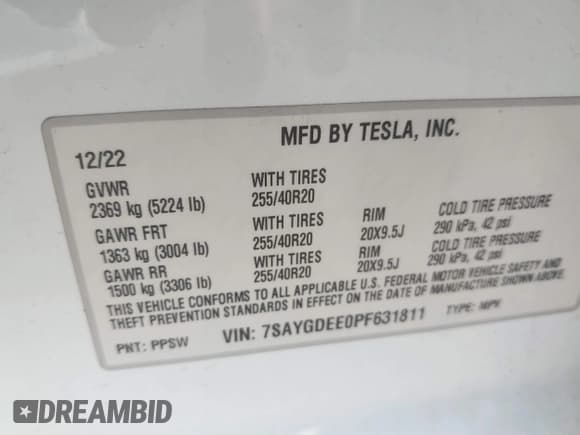 MFD BY TESLA, INC.
12/22
GVWR WITH TIRES
2369 kg (5224 lb) 255/40R20
GAWR FRT WITH TIRES RIM COLD TIRE PRESSURE
1363 kg (3004 lb) 255/40R20 20X9.5J 290 kPa, 42 psi
GAWR RR WITH TIRES RIM COLD TIRE PRESSURE
1500 kg (3306 lb) 255/40R20 20X9.5J 290 kPa, 42 psi
THIS VEHICLE CONFORMS TO ALL APPLICABLE U.S. FEDERAL MOTOR VEHICLE SAFETY AND
THEFT PREVENTION STANDARDS IN EFFECT ON THE DATE OF MANUFACTURE SHOWN ABOVE.
PNT: PPSW VIN: 7SAYGDEE0PF631811 TYPE: MPV
DREAMBID